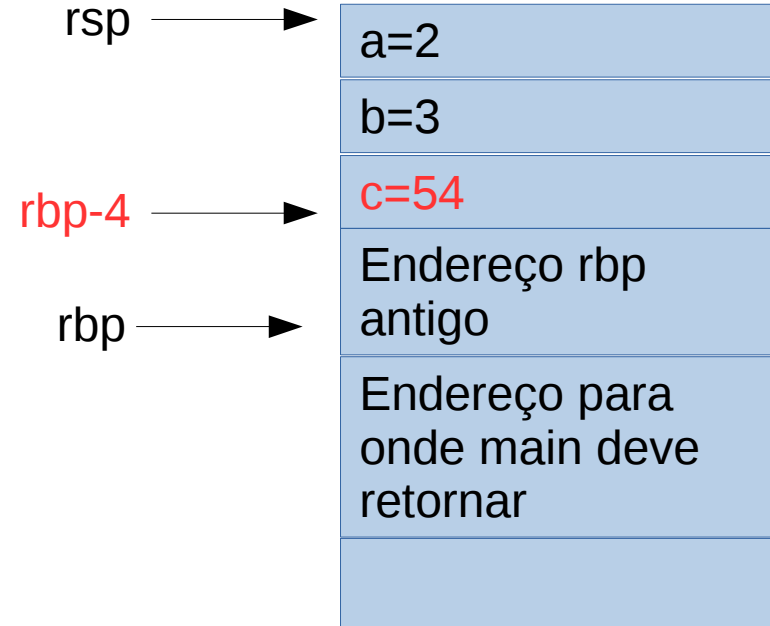 rsp
a=2
b=3
rbp-4
c=54
Endereço rbp
antigo
rbp
Endereço para
onde main deve
retornar